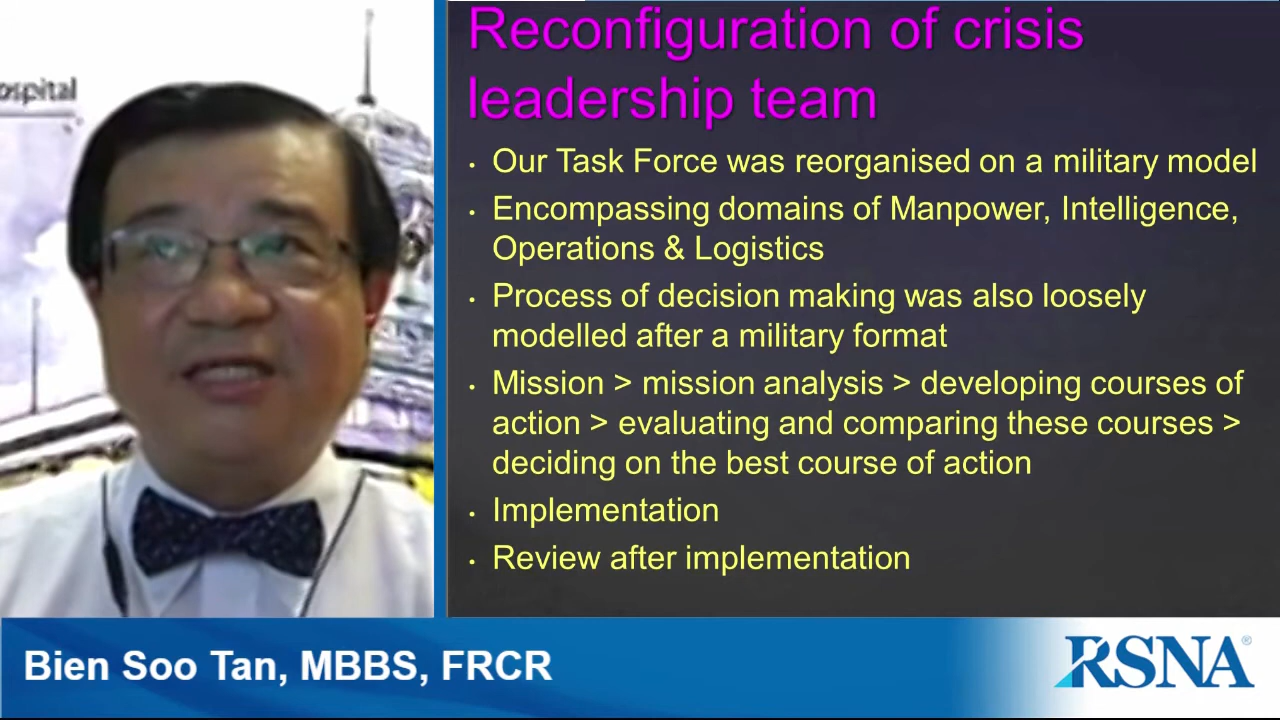 ospital
Reconfiguration of crisis
leadership team
• Our Task Force was reorganised on a military model
• Encompassing domains of Manpower, Intelligence,
Operations & Logistics
• Process of decision making was also loosely
modelled after a military format
• Mission > mission analysis > developing courses of
action > evaluating and comparing these courses >
deciding on the best course of action
• Implementation
• Review after implementation
Bien Soo Tan, MBBS, FRCR
RSNA®